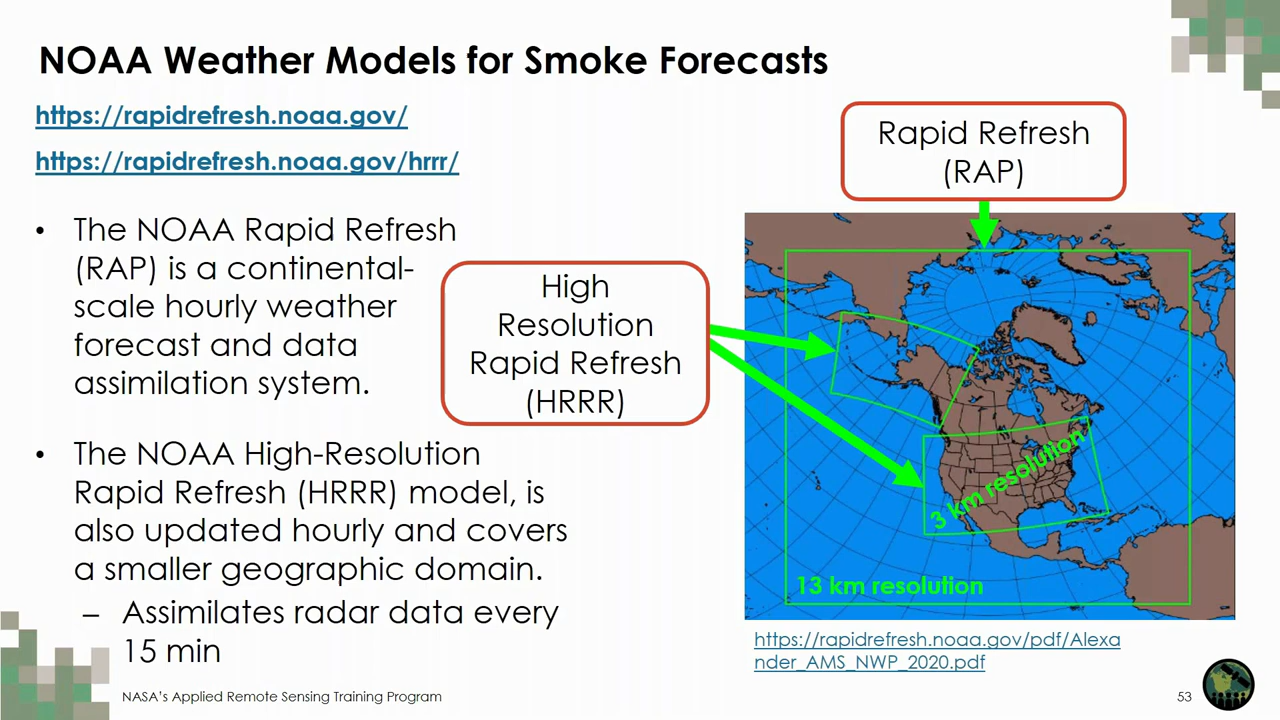 NOAA Weather Models for Smoke Forecasts
https://rapidrefresh.noaa.gov/
https://rapidrefresh.noaa.gov/hrrr/
• The NOAA Rapid Refresh
(RAP) is a continental-
scale hourly weather
forecast and data
assimilation system.
• The NOAA High-Resolution
Rapid Refresh (HRRR) model, is
also updated hourly and covers
a smaller geographic domain.
– Assimilates radar data every
15 min
High
Resolution
Rapid Refresh
(HRRR)
Rapid Refresh
(RAP)
3 km resolution
13 km resolution
https://rapidrefresh.noaa.gov/pdf/Alexa
nder_AMS_NWP_2020.pdf
NASA's Applied Remote Sensing Training Program
53